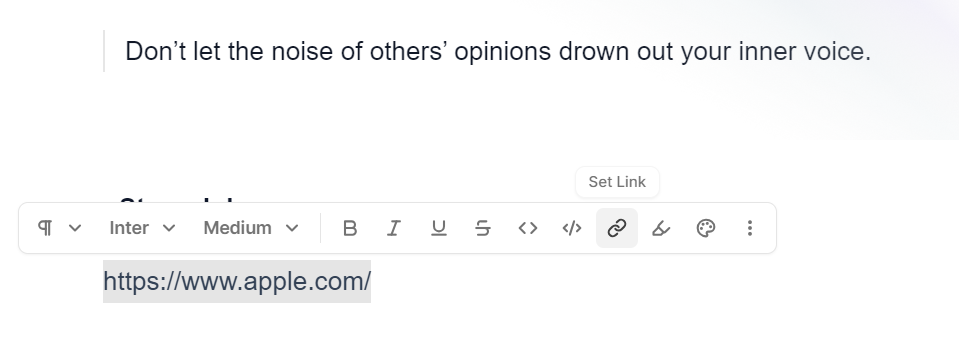 Don’t let the noise of others’ opinions drown out your inner voice.
Set Link
Inter Medium
https://www.apple.com/